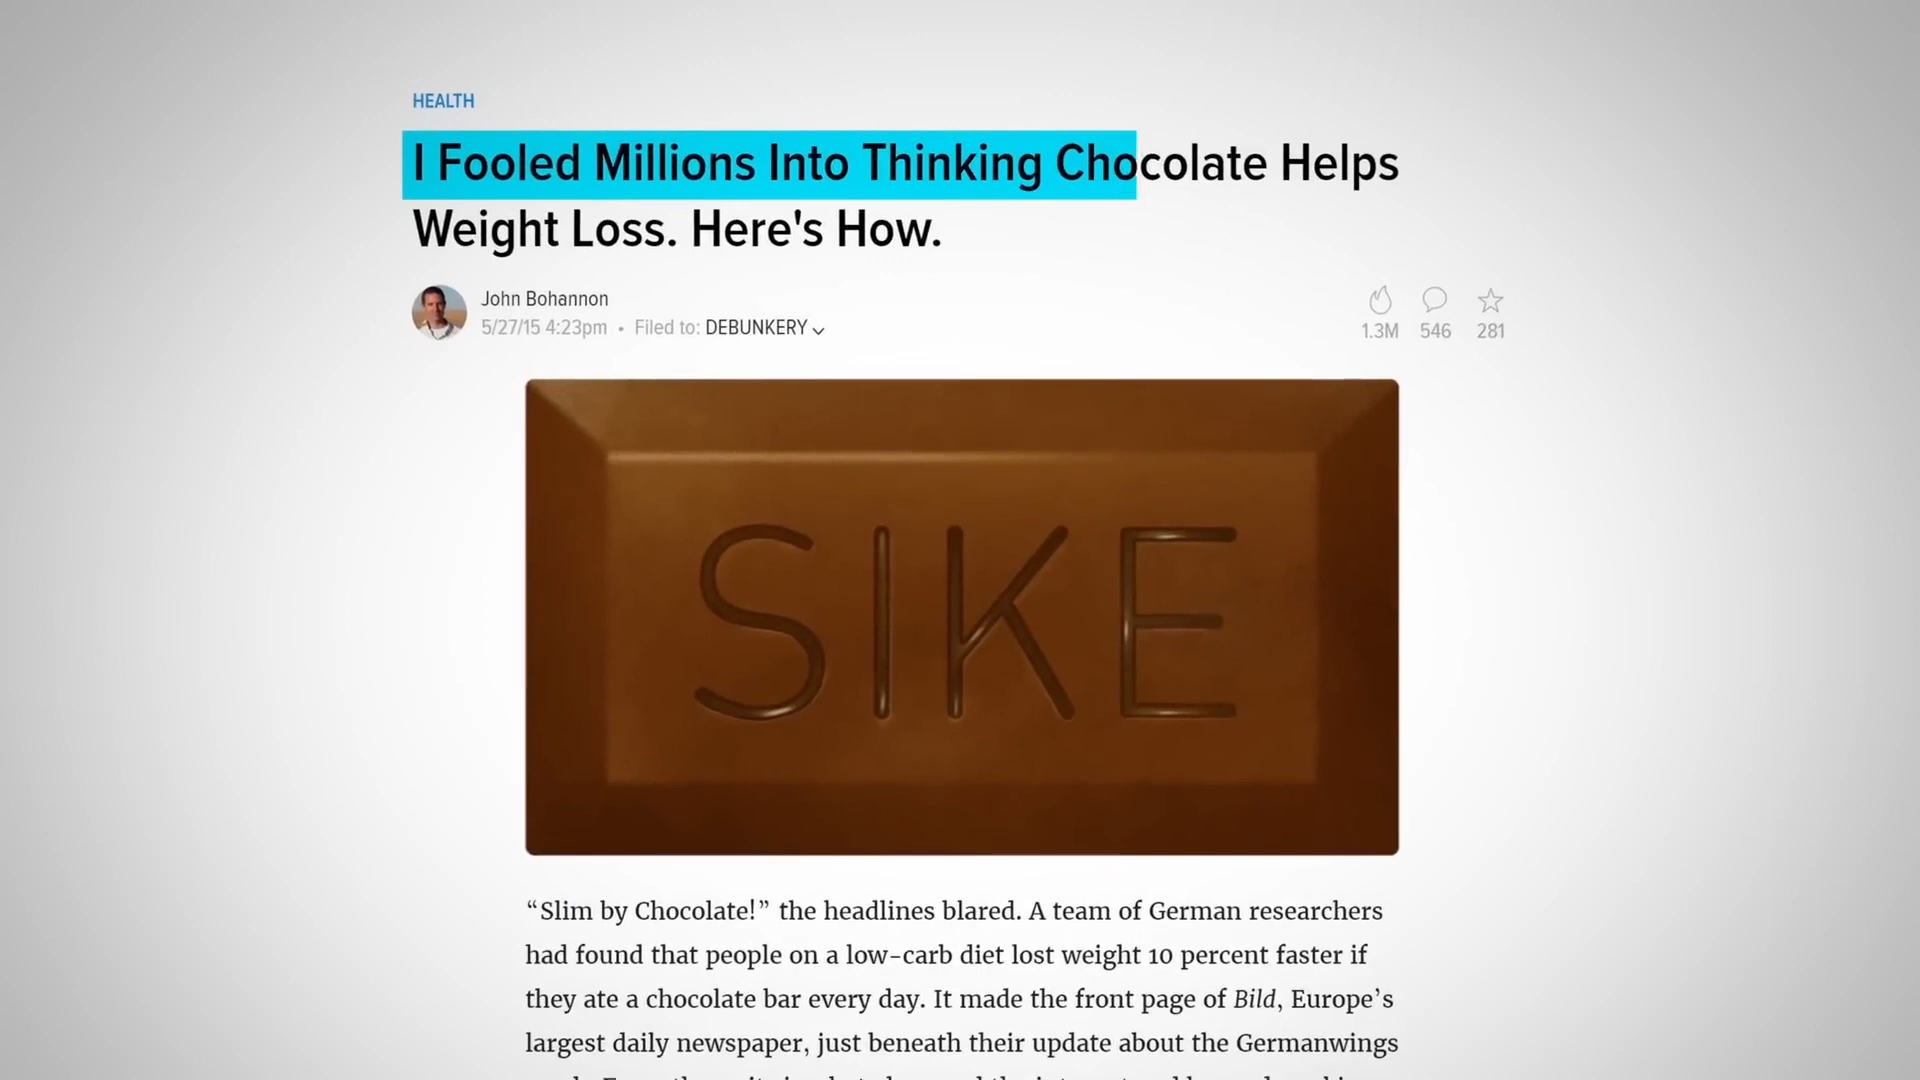 HEALTH
I Fooled Millions Into Thinking Chocolate Helps
Weight Loss. Here's How.
John Bohannon
5/27/15 4:23pm • Filed to: DEBUNKERY
1.3M 546 281
SIKE
“Slim by Chocolate!” the headlines blared. A team of German researchers
had found that people on a low-carb diet lost weight 10 percent faster if
they ate a chocolate bar every day. It made the front page of Bild, Europe’s
largest daily newspaper, just beneath their update about the Germanwings